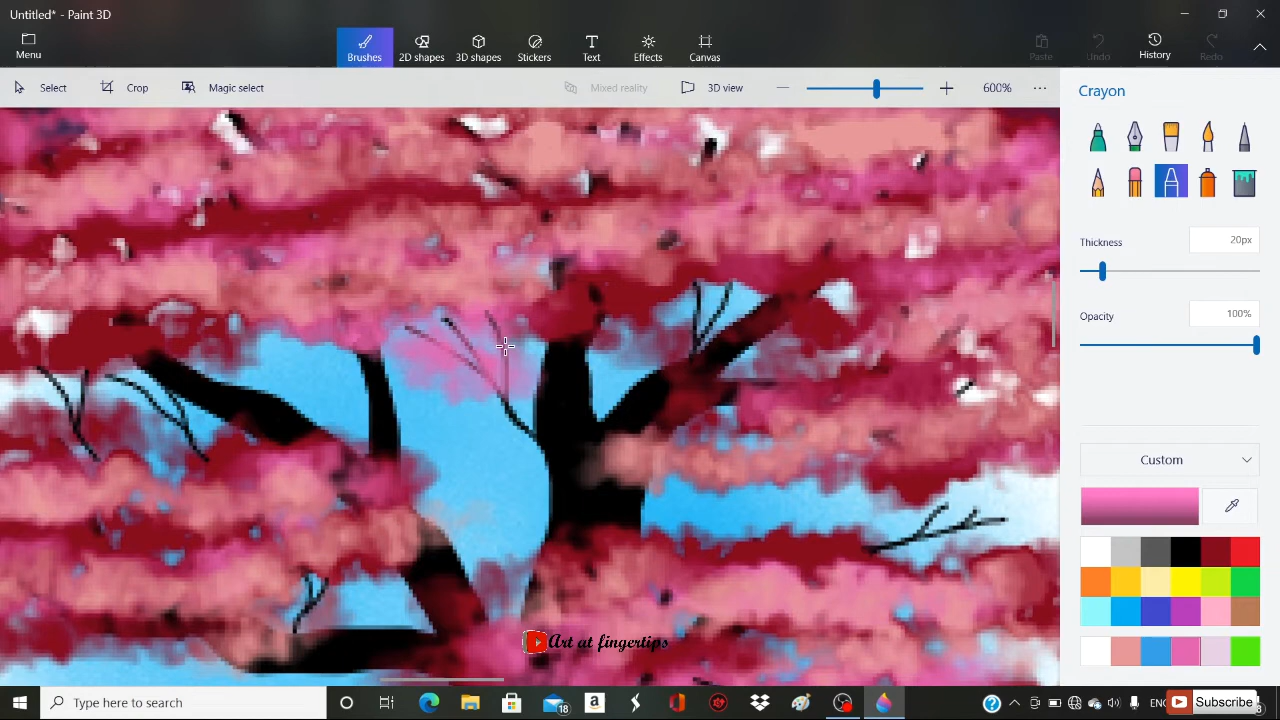 Untitled* - Paint 3D
Menu
Brushes
2D shapes
3D shapes
Stickers
Text
Effects
Canvas
Paste
Undo
History
Redo
Select
Crop
Magic select
Mixed reality
3D view
600%
Crayon
Thickness
20px
Opacity
100%
Custom
Art at fingertips
Type here to search
18
a
ENG
Subscribe